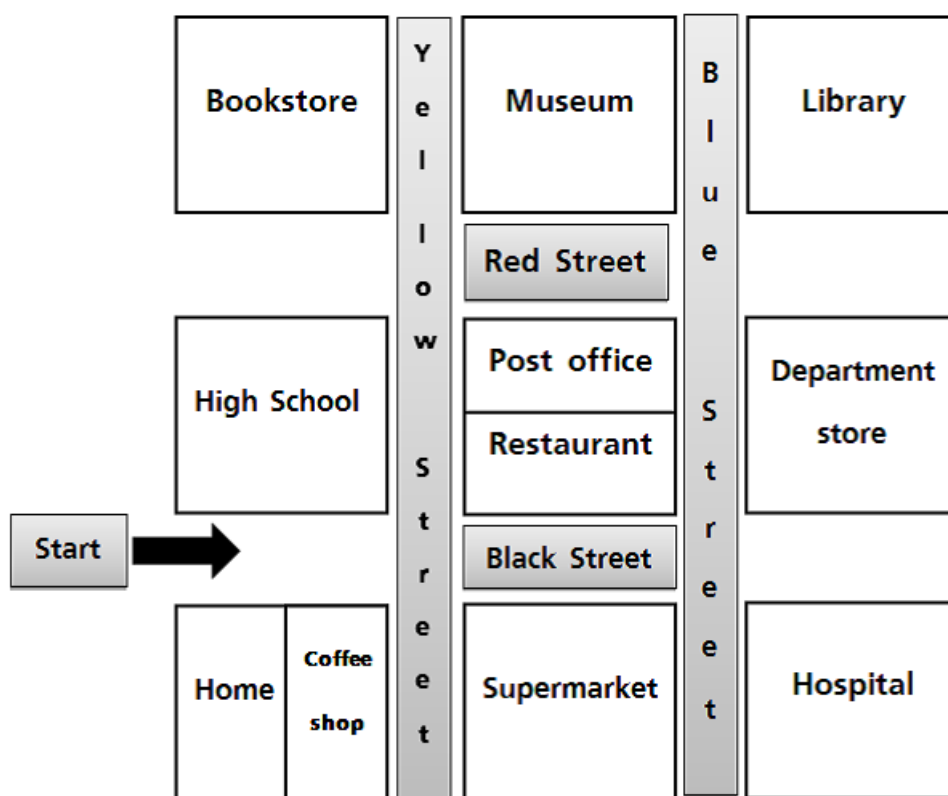 Bookstore
Yellow Street
Museum
Blue Street
Library
Red Street
High School
Post office
Restaurant
Department
store
Start
Black Street
Home
Coffee
shop
Supermarket
Hospital